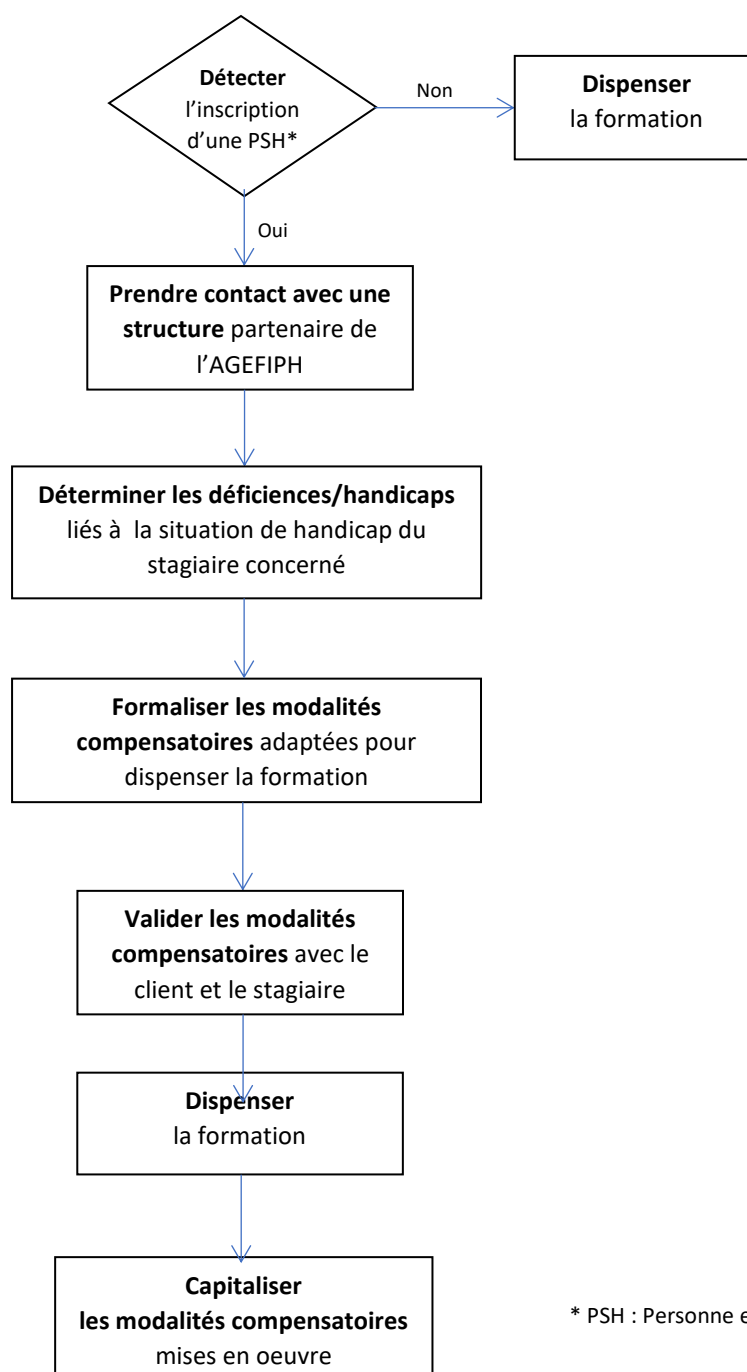 Détecter
l’inscription
d’une PSH*
Non
Dispenser
la formation
Oui
Prendre contact avec une
structure partenaire de
l’AGEFIPH
Déterminer les déficiences/handicaps
liés à la situation de handicap du
stagiaire concerné
Formaliser les modalités
compensatoires adaptées pour
dispenser la formation
Valider les modalités
compensatoires avec le
client et le stagiaire
Dispenser
la formation
Capitaliser
les modalités compensatoires
mises en oeuvre
* PSH : Personne e